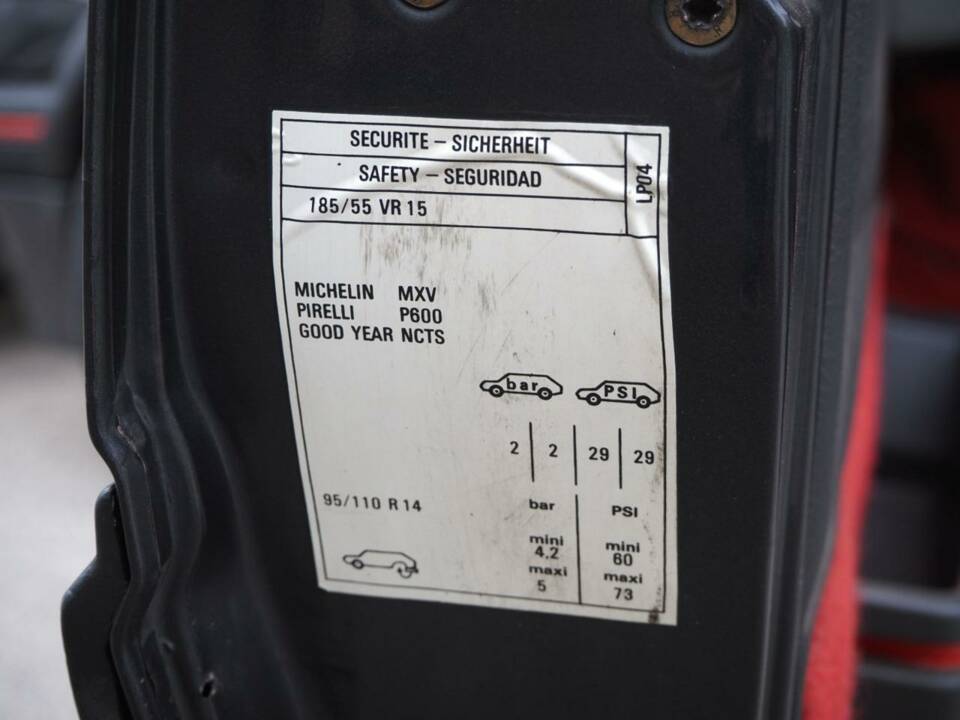 SECURITE – SICHERHEIT
SAFETY – SEGURIDAD
LP04
185/55 VR 15
MICHELIN MXV
PIRELLI P600
GOOD YEAR NCTS
bar PSI
2 2 29 29
95/110 R 14
bar PSI
mini mini
4.2 60
maxi maxi
5 73